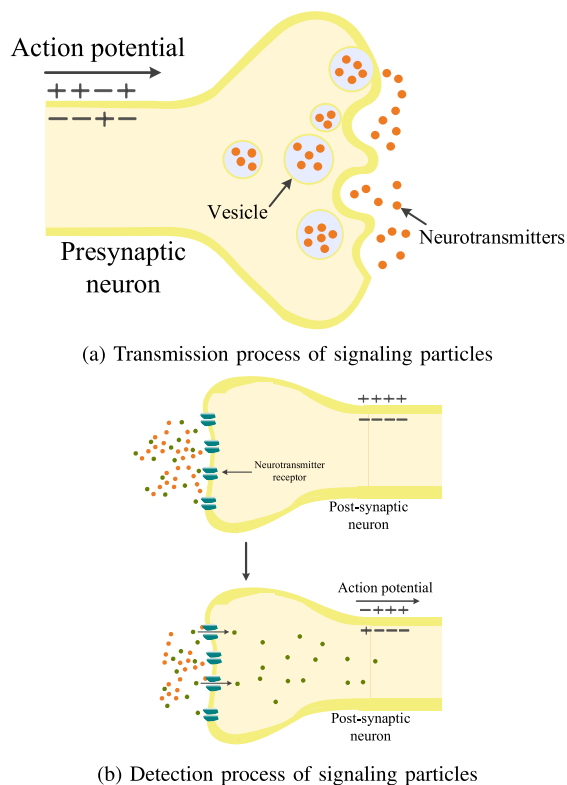 Action potential
+ + − +
− − + −
Vesicle
Neurotransmitters
Presynaptic
neuron
(a) Transmission process of signaling particles
+ + + +
− − − −
Neurotransmitter
receptor
Post-synaptic
neuron
Action potential
− + + +
+ − − −
Post-synaptic
neuron
(b) Detection process of signaling particles